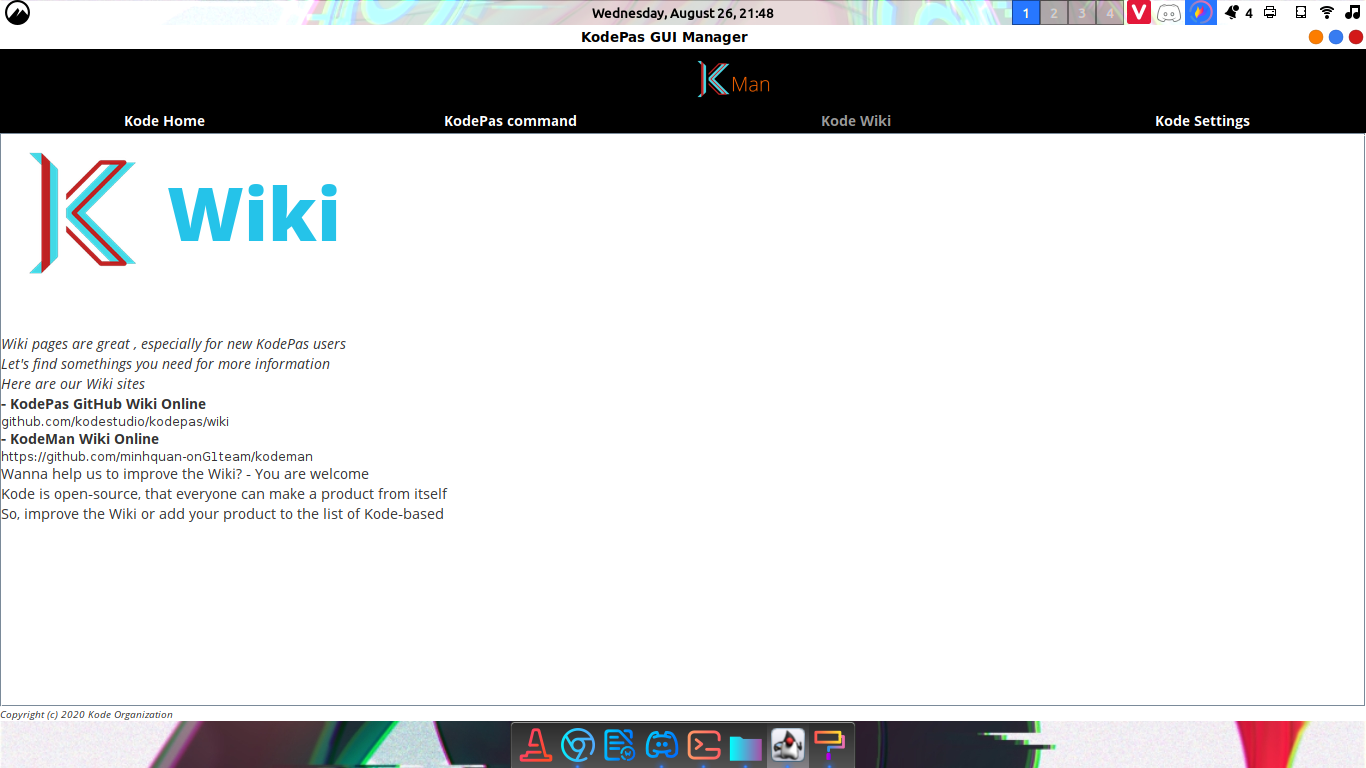 Wednesday, August 26, 21:48
1 2 3 4
4
KodePas GUI Manager
K Man
Kode Home
KodePas command
Kode Wiki
Kode Settings
K Wiki
Wiki pages are great , especially for new KodePas users
Let's find somethings you need for more information
Here are our Wiki sites
- KodePas GitHub Wiki Online
github.com/kodestudio/kodepas/wiki
- KodeMan Wiki Online
https://github.com/minhquan-onG1team/kodeman
Wanna help us to improve the Wiki? - You are welcome
Kode is open-source, that everyone can make a product from itself
So, improve the Wiki or add your product to the list of Kode-based
Copyright (c) 2020 Kode Organization